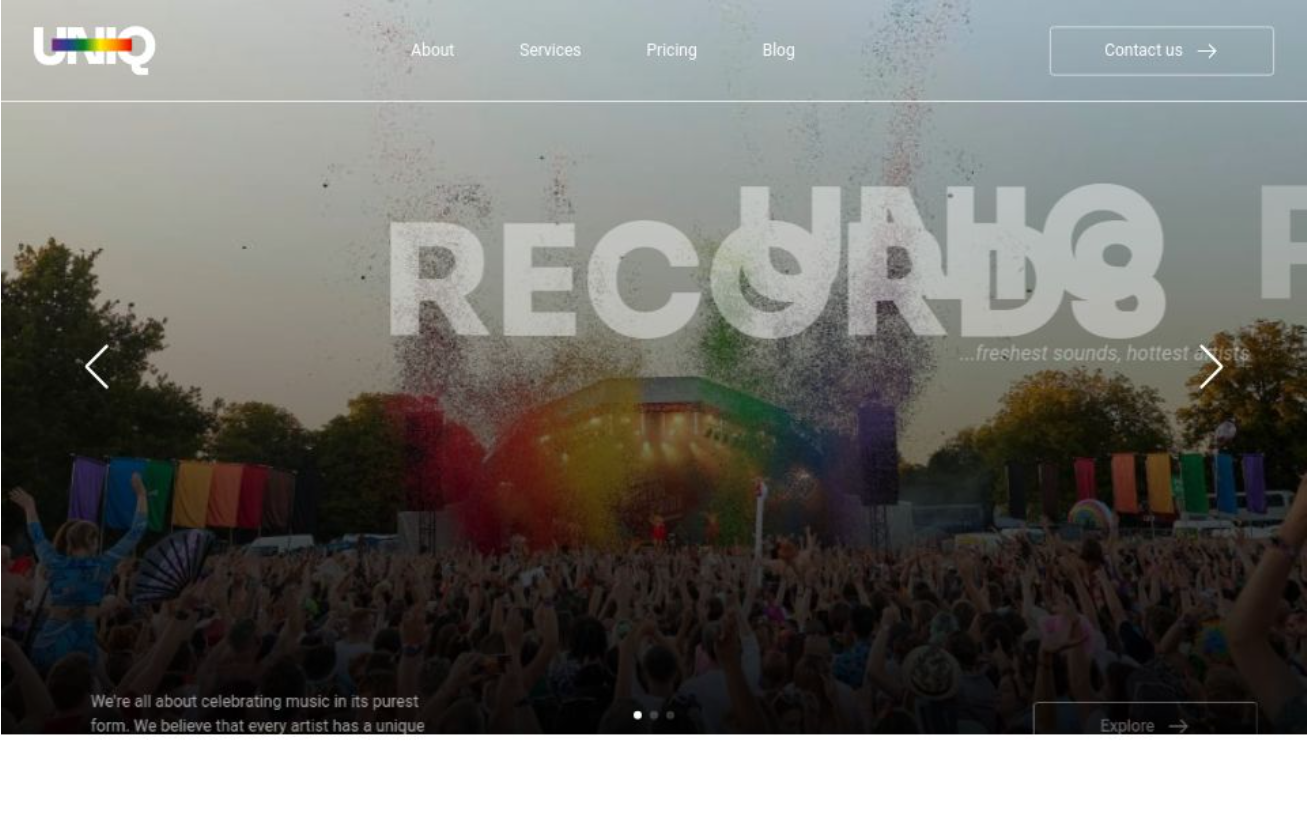 UNIQ
About
Services
Pricing
Blog
Contact us
UNIQ
RECORDS
...freshest sounds, hottest artists
We're all about celebrating music in its purest
form. We believe that every artist has a unique
Explore